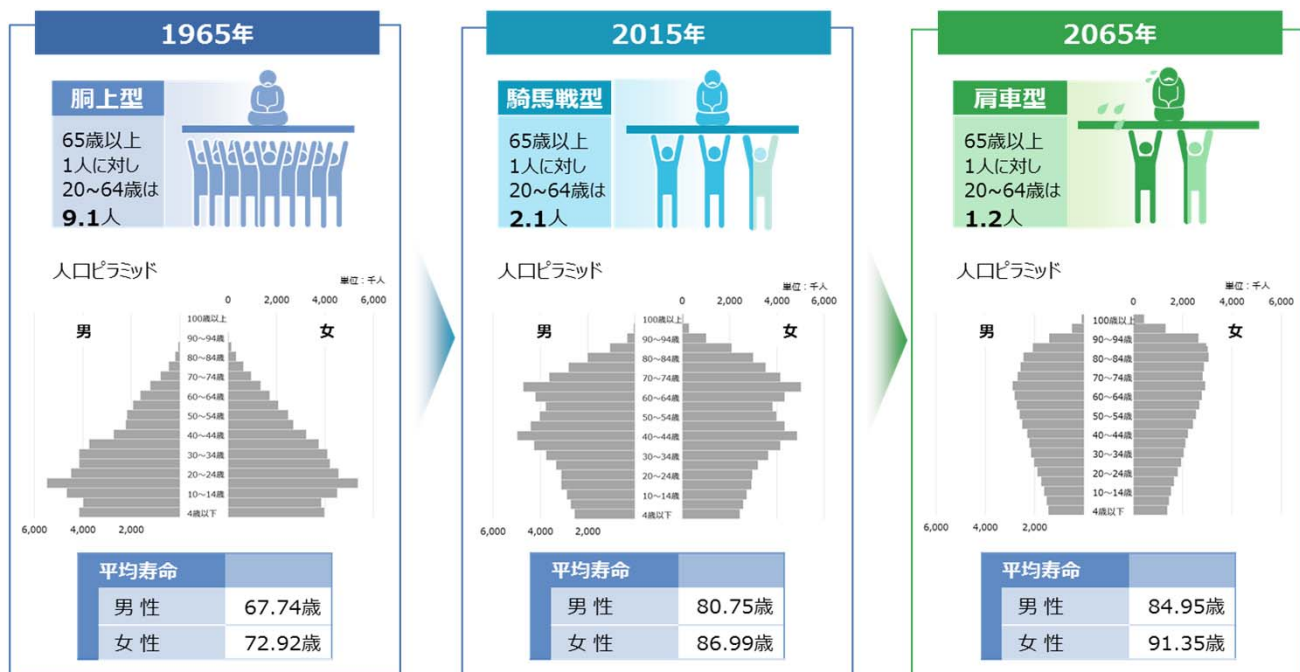 1965年
胴上型
65歳以上
1人に対し
20~64歳は
9.1人
人口ピラミッド
単位：千人
0 2,000 4,000 6,000
男 女
100歳以上
90～94歳
80～84歳
70～74歳
60～64歳
50～54歳
40～44歳
30～34歳
20～24歳
10～14歳
4歳以下
6,000 4,000 2,000
平均寿命
男性 67.74歳
女性 72.92歳
2015年
騎馬戦型
65歳以上
1人に対し
20~64歳は
2.1人
人口ピラミッド
単位：千人
0 2,000 4,000 6,000
男 女
100歳以上
90～94歳
80～84歳
70～74歳
60～64歳
50～54歳
40～44歳
30～34歳
20～24歳
10～14歳
4歳以下
6,000 4,000 2,000
平均寿命
男性 80.75歳
女性 86.99歳
2065年
肩車型
65歳以上
1人に対し
20~64歳は
1.2人
人口ピラミッド
単位：千人
0 2,000 4,000 6,000
男 女
100歳以上
90～94歳
80～84歳
70～74歳
60～64歳
50～54歳
40～44歳
30～34歳
20～24歳
10～14歳
4歳以下
6,000 4,000 2,000
平均寿命
男性 84.95歳
女性 91.35歳